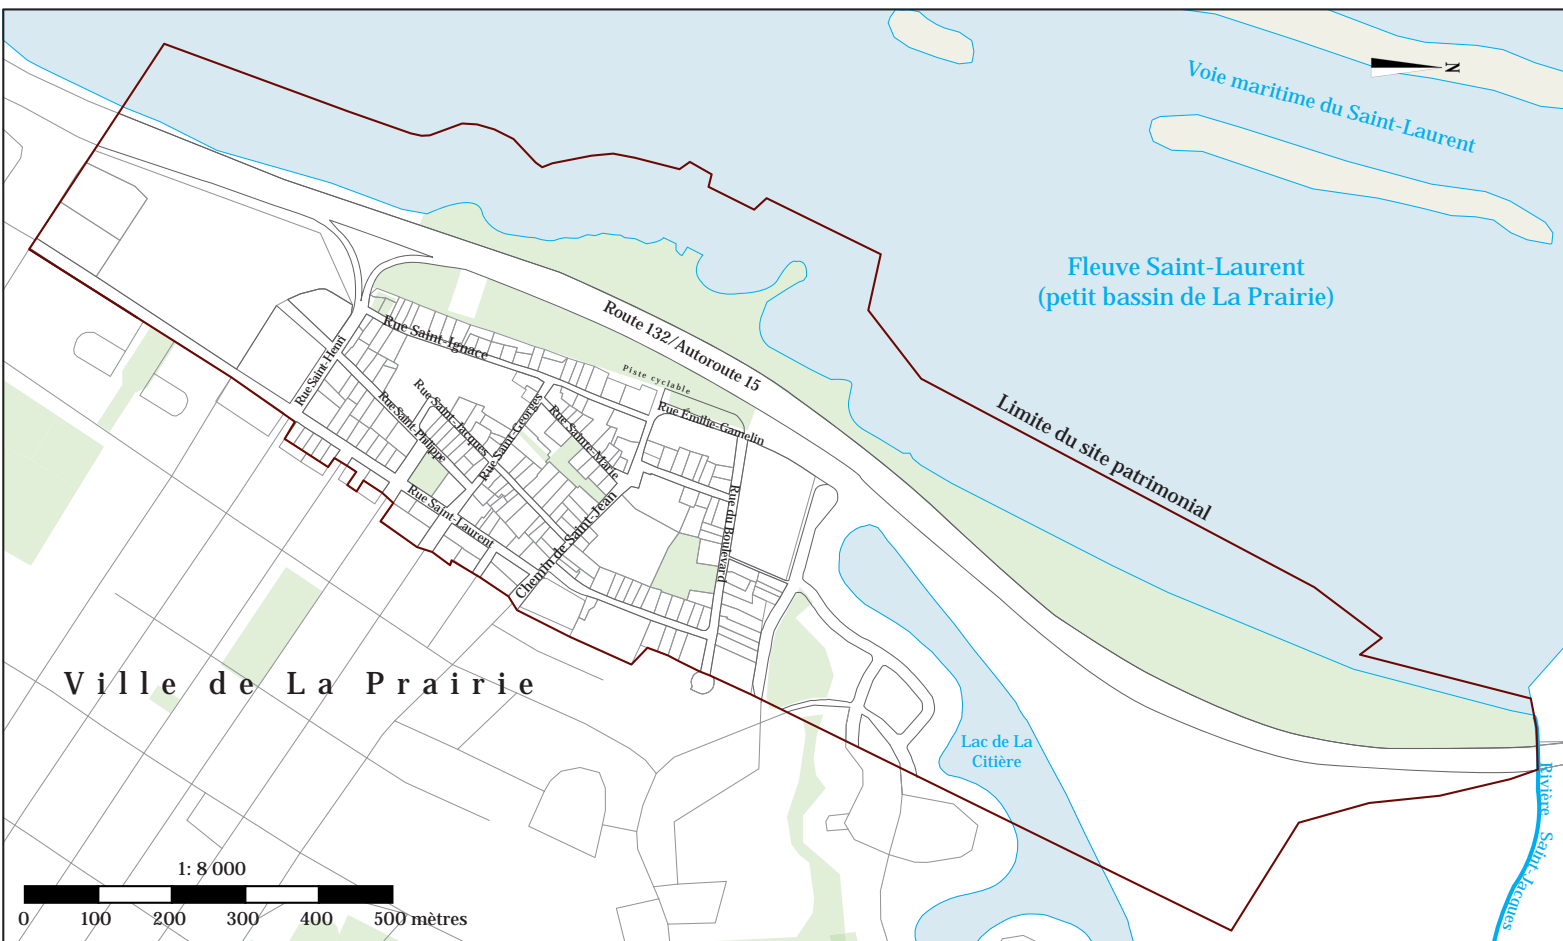 N
Voie maritime du Saint-Laurent
Fleuve Saint-Laurent
(petit bassin de La Prairie)
Route 132/Autoroute 15
Rue Saint-Ignace
Rue Saint-Henri
Piste cyclable
Rue Saint-Jacques
Rue Saint-Philippe
Rue Saint-Georges
Rue Sainte-Marie
Rue Émilie-Gamelin
Limite du site patrimonial
Rue Saint-Laurent
Chemin de Saint-Jean
Rue du Boulevard
Ville de La Prairie
Lac de La
Citière
Rivière Saint-Jacques
1: 8 000
0 100 200 300 400 500 mètres